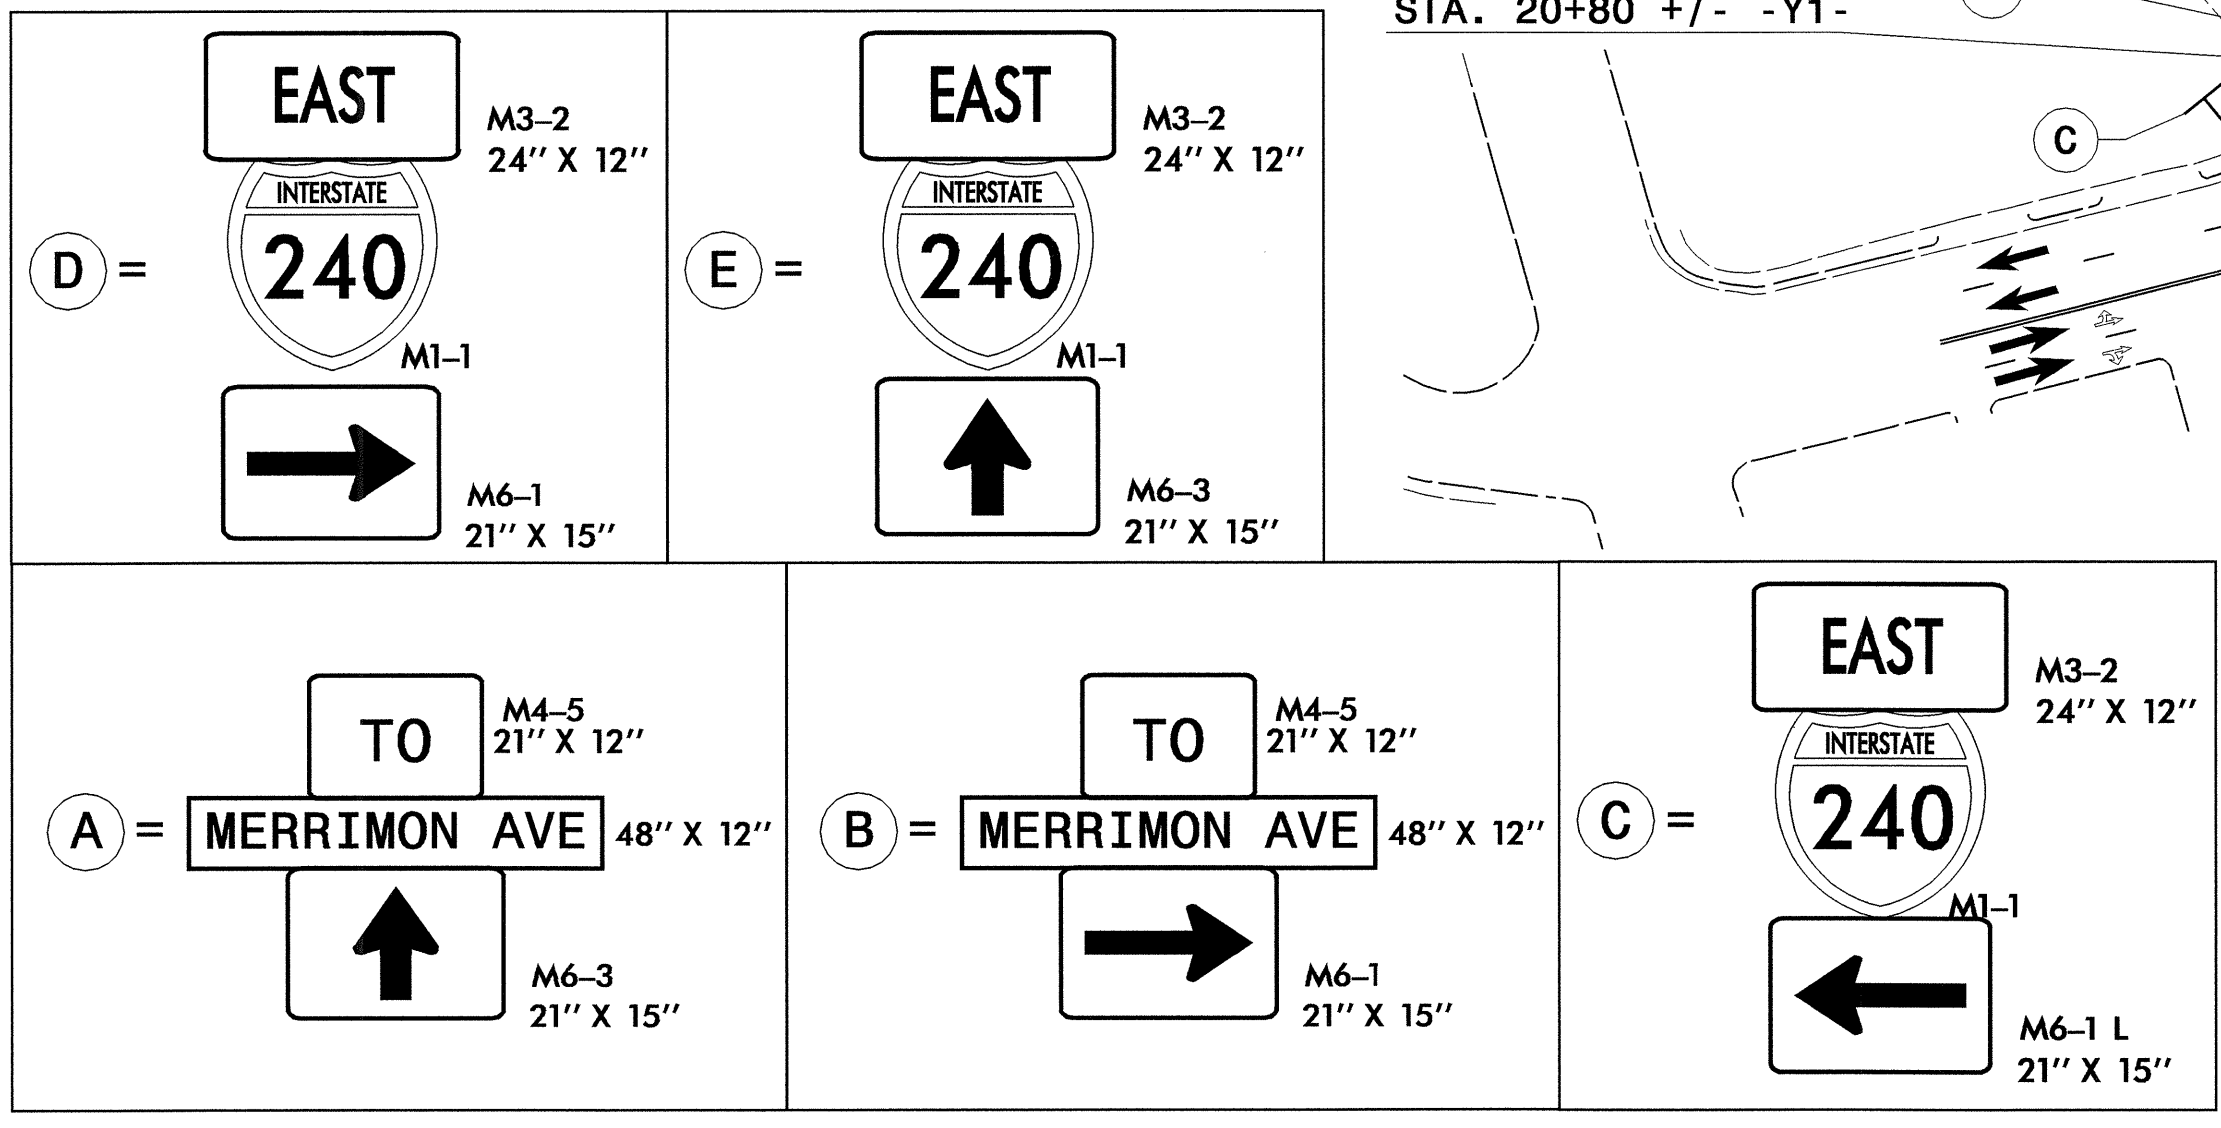 EAST
M3-2
24" X 12"
INTERSTATE
240
D =
M1-1
M6-1
21" X 15"
EAST
M3-2
24" X 12"
INTERSTATE
240
E =
M1-1
M6-3
21" X 15"
STA. 20+80 +/- -Y1-
C
TO
M4-5
21" X 12"
A =
MERRIMON AVE
48" X 12"
M6-3
21" X 15"
TO
M4-5
21" X 12"
B =
MERRIMON AVE
48" X 12"
M6-1
21" X 15"
EAST
M3-2
24" X 12"
INTERSTATE
240
C =
M1-1
M6-1 L
21" X 15"